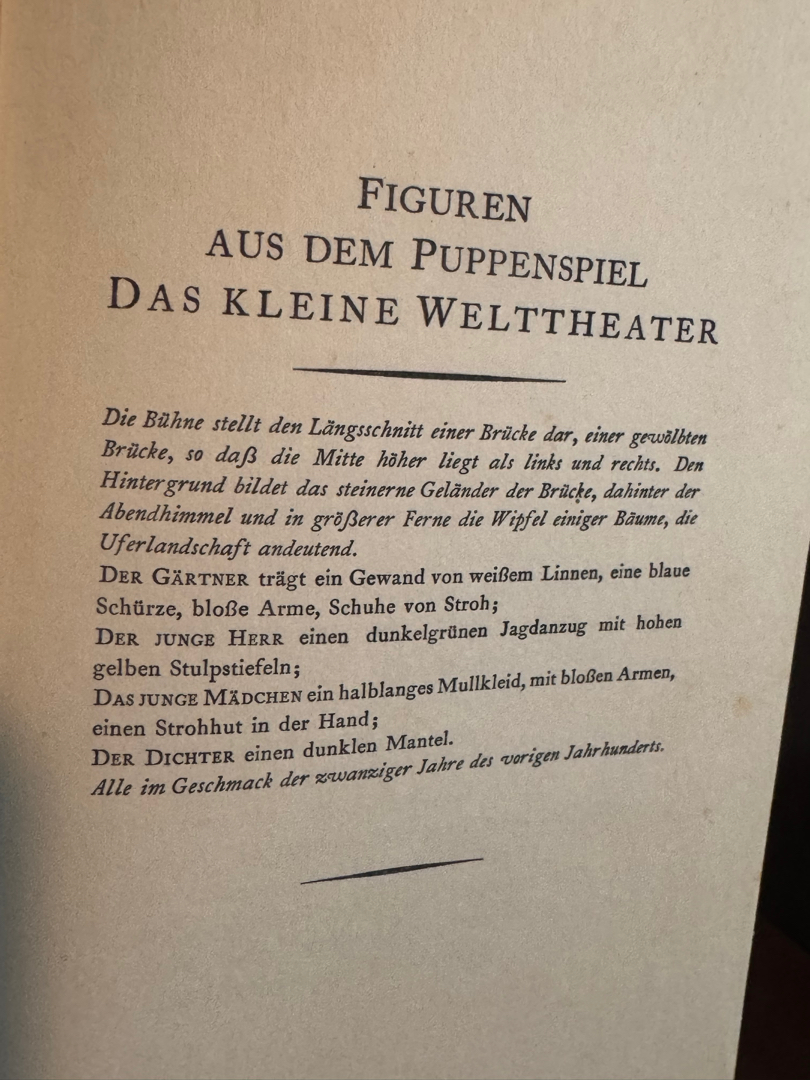 FIGUREN
AUS DEM PUPPENSPIEL
DAS KLEINE WELTTHEATER
Die Bühne stellt den Längsschnitt einer Brücke dar, einer gewölbten
Brücke, so daß die Mitte höher liegt als links und rechts. Den
Hintergrund bildet das steinerne Geländer der Brücke, dahinter der
Abendhimmel und in größerer Ferne die Wipfel einiger Bäume, die
Uferlandschaft andeutend.
DER GÄRTNER trägt ein Gewand von weißem Linnen, eine blaue
Schürze, bloße Arme, Schuhe von Stroh;
DER JUNGE HERR einen dunkelgrünen Jagdanzug mit hohen
gelben Stulpstiefeln;
DAS JUNGE MÄDCHEN ein halblanges Mullkleid, mit bloßen Armen,
einen Strohhut in der Hand;
DER DICHTER einen dunklen Mantel.
Alle im Geschmack der zwanziger Jahre des vorigen Jahrhunderts.